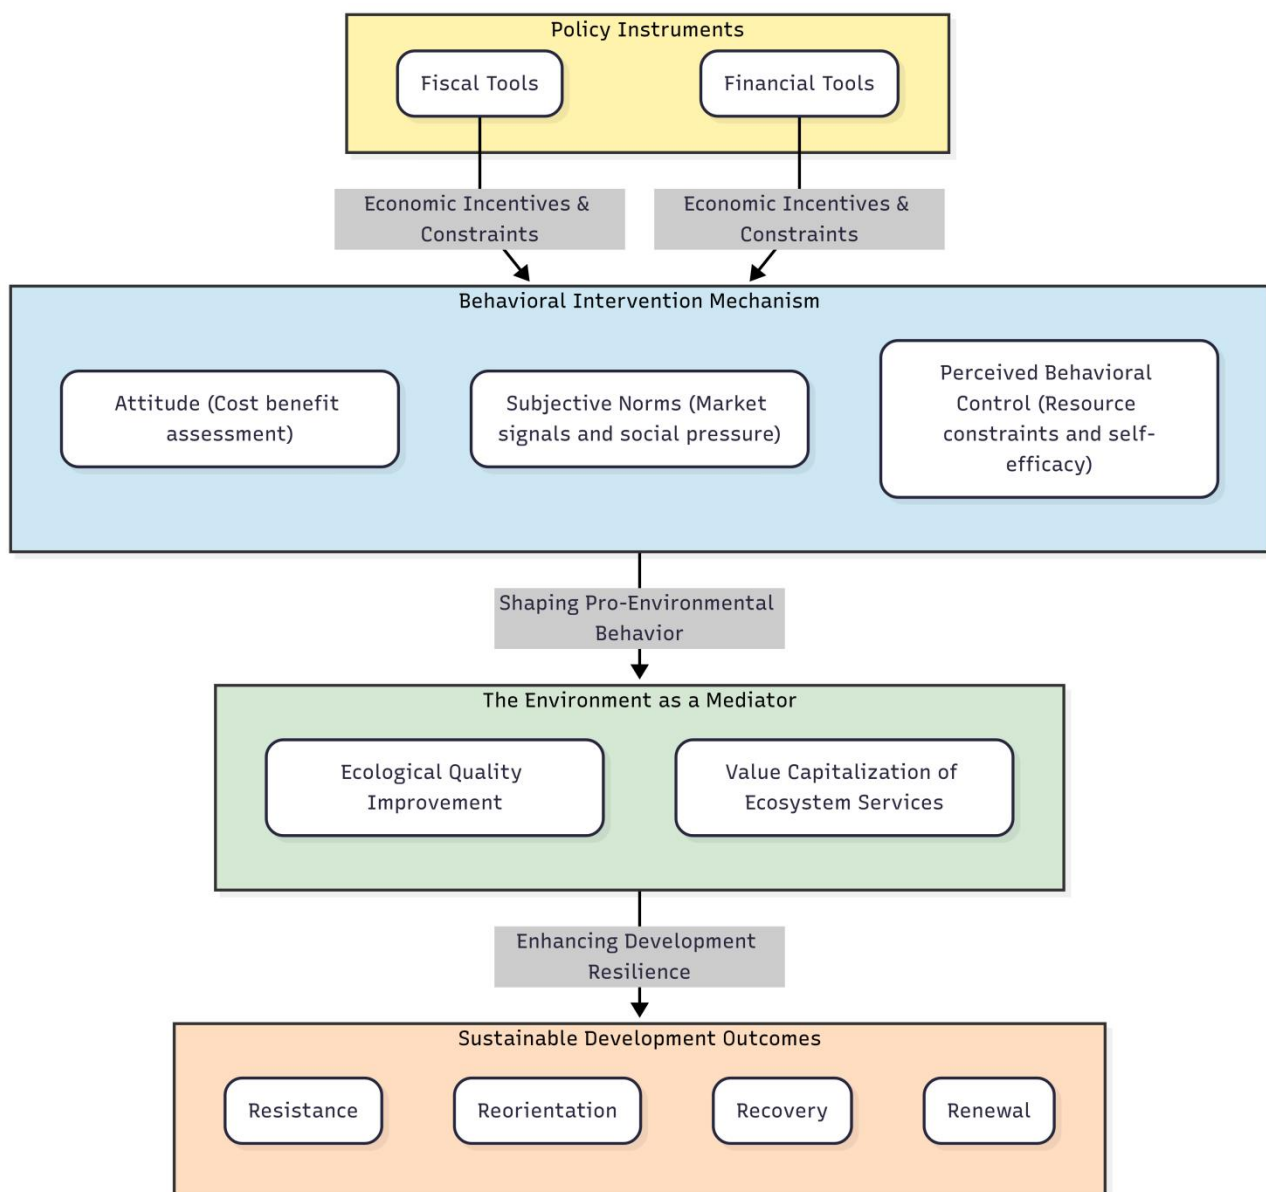 Policy Instruments
Fiscal Tools
Financial Tools
Economic Incentives &
Constraints
Economic Incentives &
Constraints
Behavioral Intervention Mechanism
Attitude (Cost benefit
assessment)
Subjective Norms (Market
signals and social pressure)
Perceived Behavioral
Control (Resource
constraints and self-
efficacy)
Shaping Pro-Environmental
Behavior
The Environment as a Mediator
Ecological Quality
Improvement
Value Capitalization of
Ecosystem Services
Enhancing Development
Resilience
Sustainable Development Outcomes
Resistance
Reorientation
Recovery
Renewal